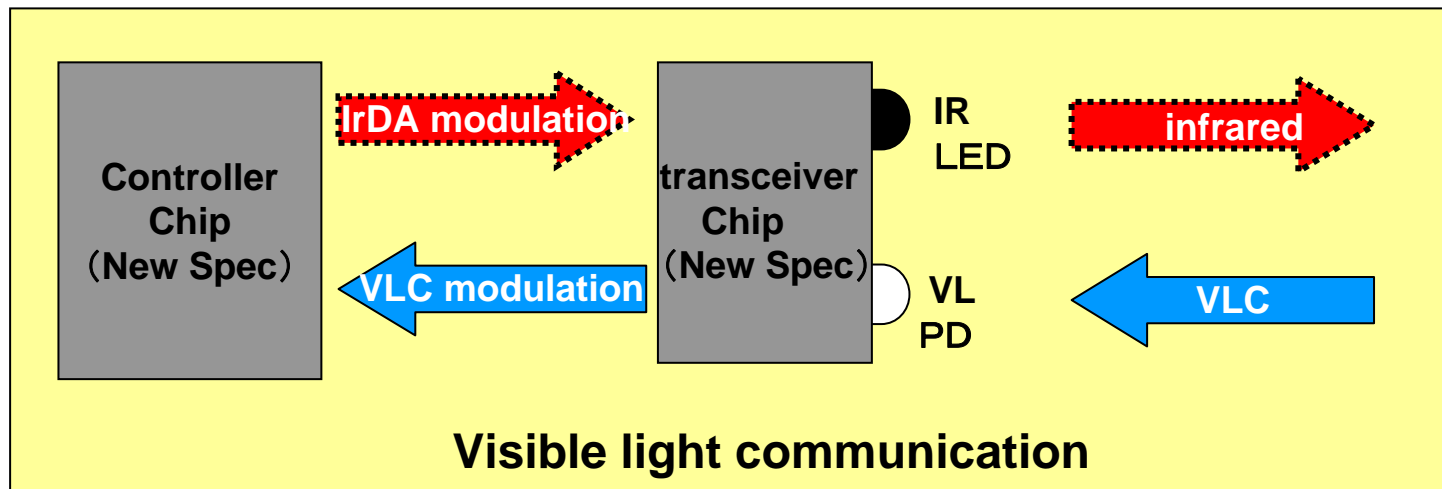 Controller
Chip
（New Spec）
IrDA modulation
VLC modulation
transceiver
Chip
（New Spec）
IR
LED
VL
PD
infrared
VLC
Visible light communication